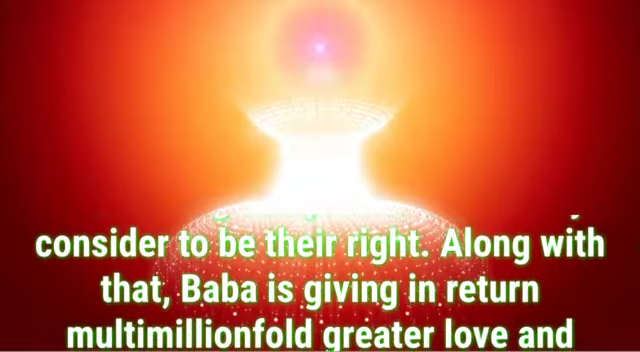 consider to be their right. Along with
that, Baba is giving in return
multimillionfold greater love and